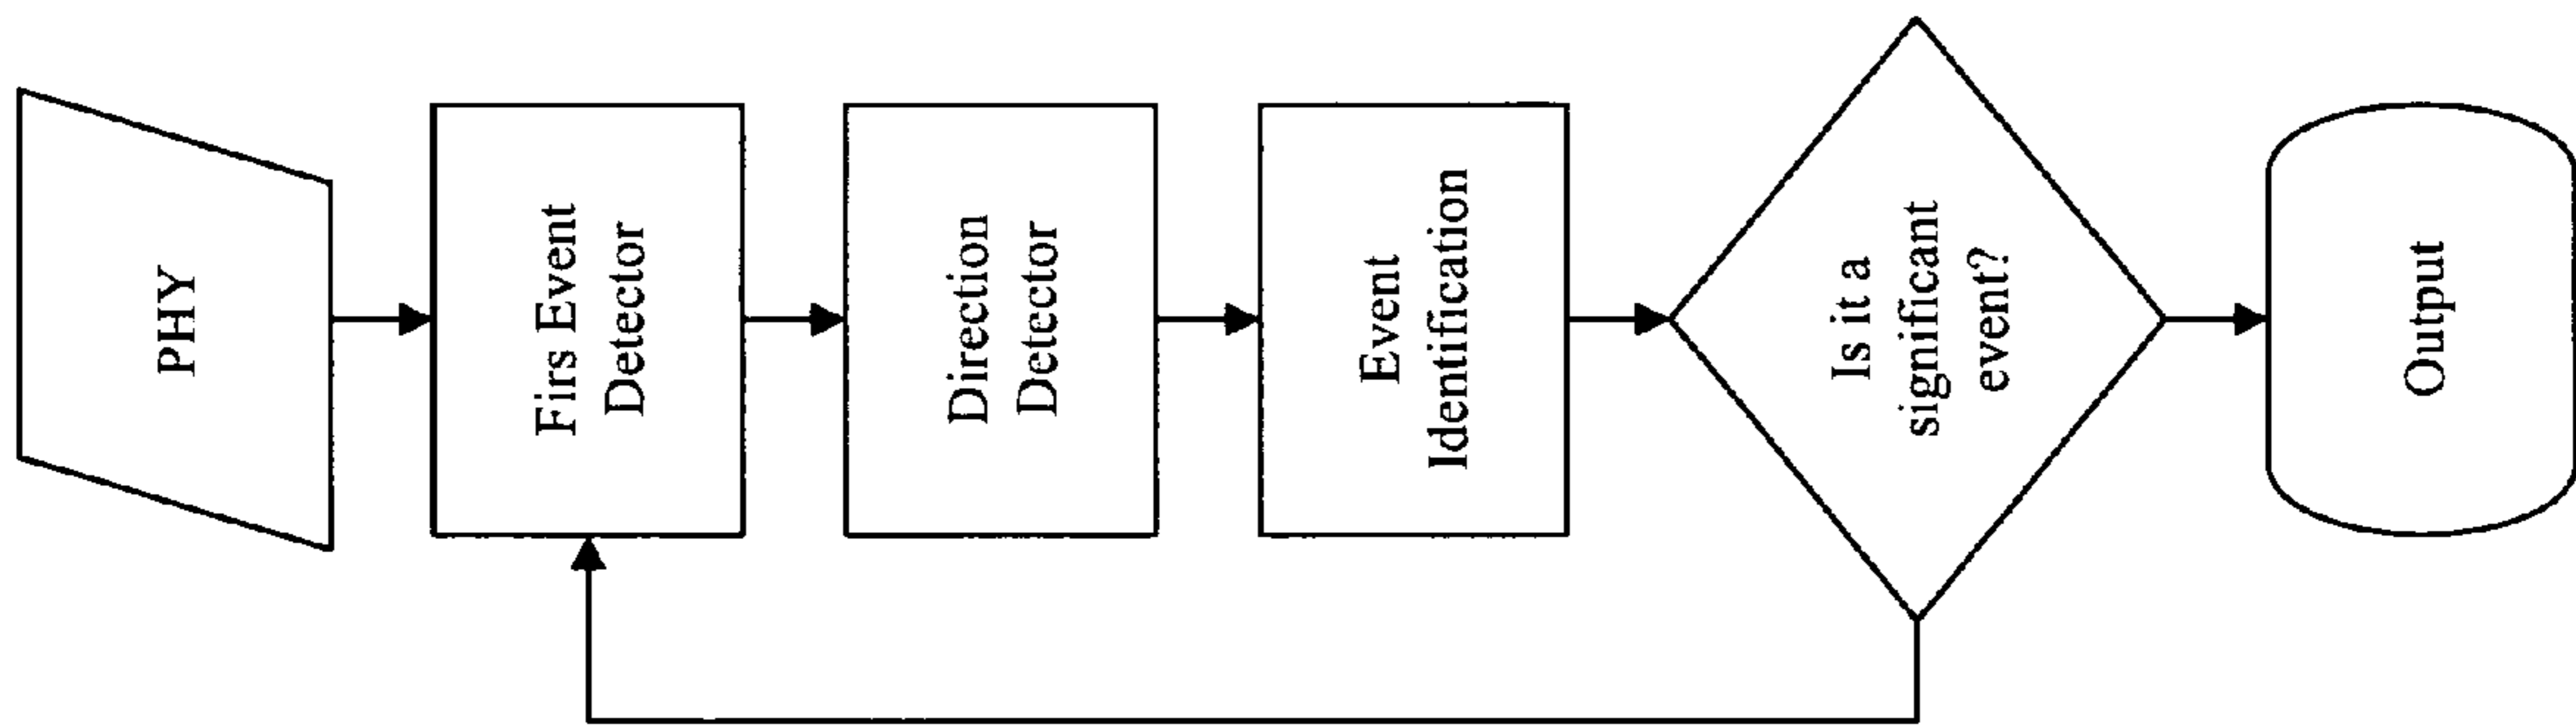 PHY
Firs Event
Detector
Direction
Detector
Event
Identification
Is it a
significant
event?
Output